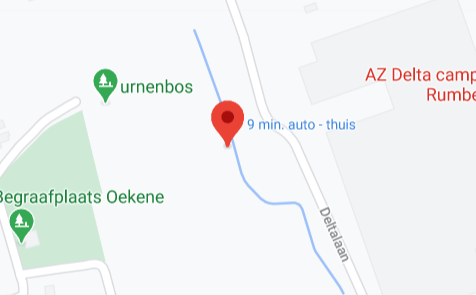 AZ Delta camp
Rumbe
urnenbos
9 min. auto - thuis
Begraafplaats Oekene
Deltalaan